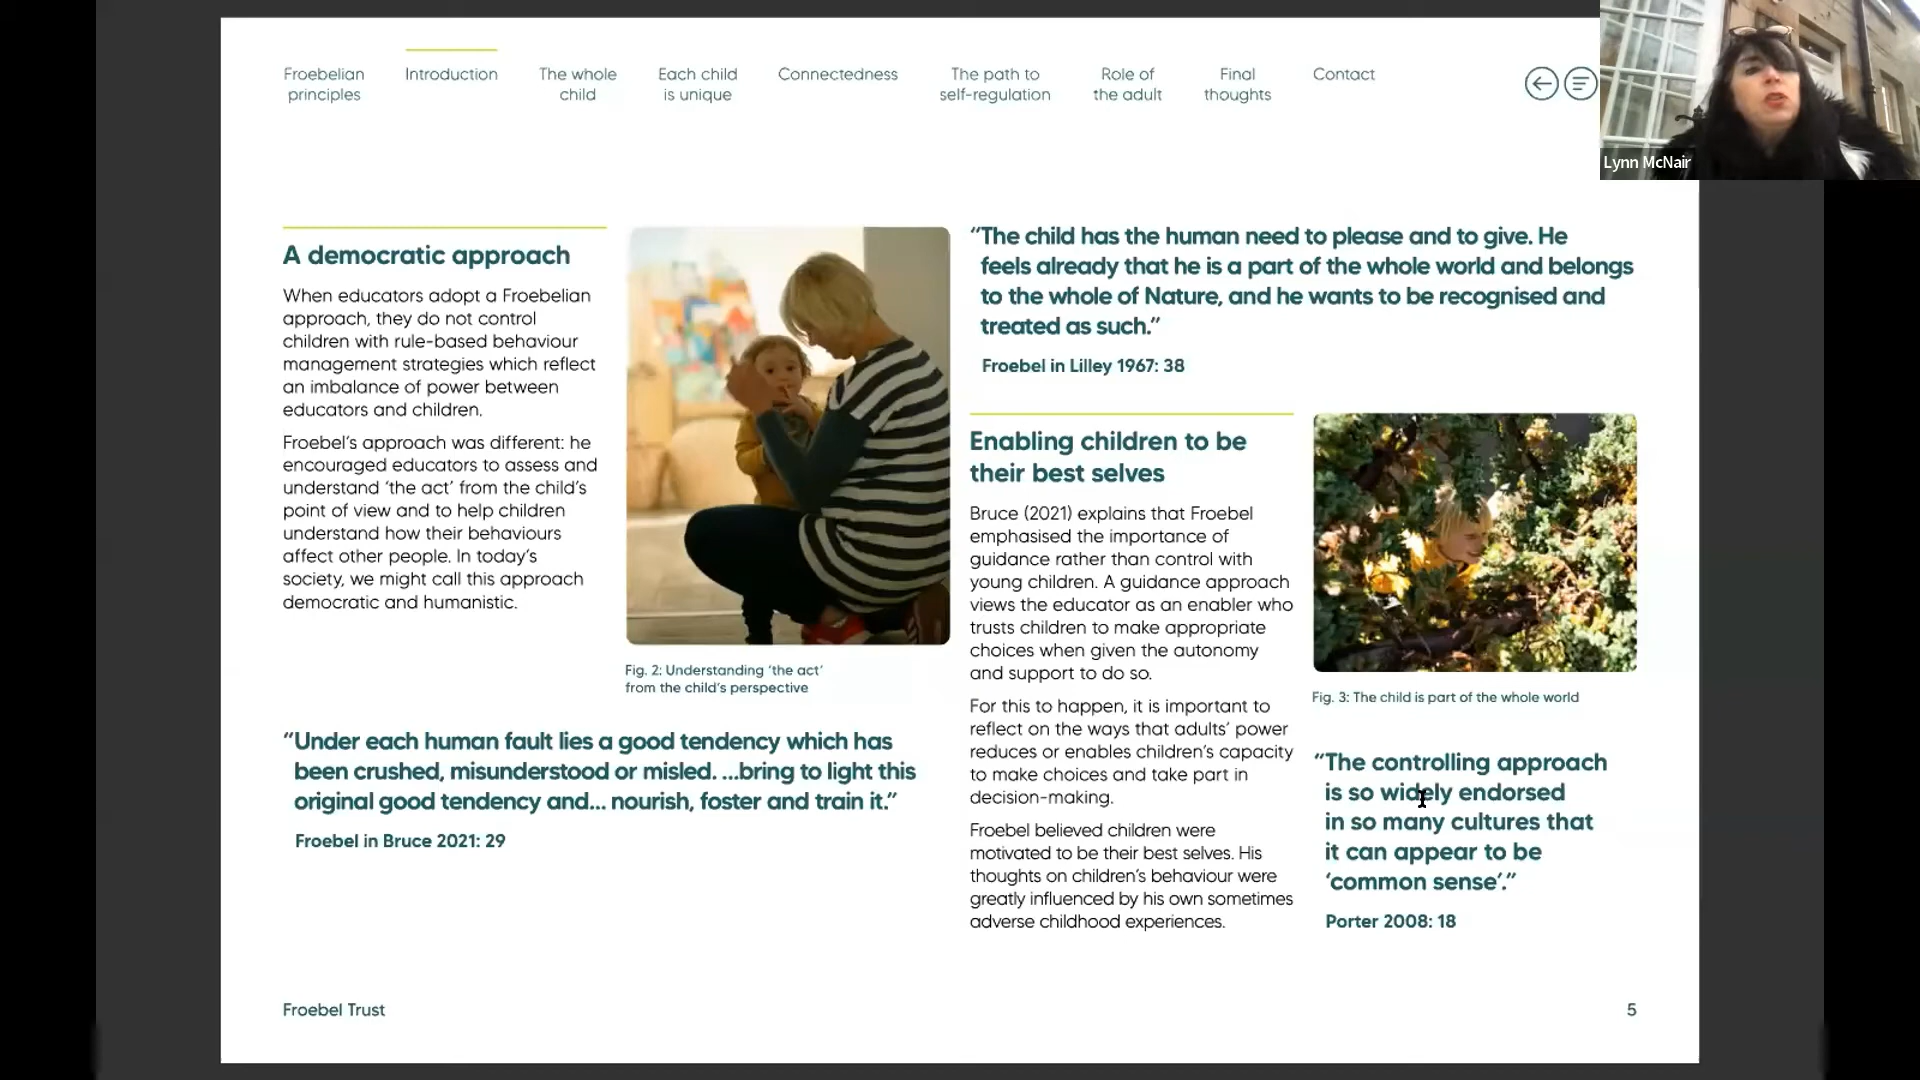 Froebelian
principles
Introduction
The whole
child
Each child
is unique
Connectedness
The path to
self-regulation
Role of
the adult
Final
thoughts
Contact
Lynn McNair
A democratic approach
When educators adopt a Froebelian
approach, they do not control
children with rule-based behaviour
management strategies which reflect
an imbalance of power between
educators and children.
Froebel's approach was different: he
encouraged educators to assess and
understand ‘the act’ from the child's
point of view and to help children
understand how their behaviours
affect other people. In today's
society, we might call this approach
democratic and humanistic.
Fig. 2: Understanding ‘the act’
from the child's perspective
“Under each human fault lies a good tendency which has
been crushed, misunderstood or misled. ...bring to light this
original good tendency and... nourish, foster and train it.”
Froebel in Bruce 2021: 29
“The child has the human need to please and to give. He
feels already that he is a part of the whole world and belongs
to the whole of Nature, and he wants to be recognised and
treated as such.”
Froebel in Lilley 1967: 38
Enabling children to be
their best selves
Bruce (2021) explains that Froebel
emphasised the importance of
guidance rather than control with
young children. A guidance approach
views the educator as an enabler who
trusts children to make appropriate
choices when given the autonomy
and support to do so.
For this to happen, it is important to
reflect on the ways that adults' power
reduces or enables children's capacity
to make choices and take part in
decision-making.
Froebel believed children were
motivated to be their best selves. His
thoughts on children's behaviour were
greatly influenced by his own sometimes
adverse childhood experiences.
Fig. 3: The child is part of the whole world
“The controlling approach
is so widely endorsed
in so many cultures that
it can appear to be
‘common sense’.”
Porter 2008: 18
Froebel Trust
5